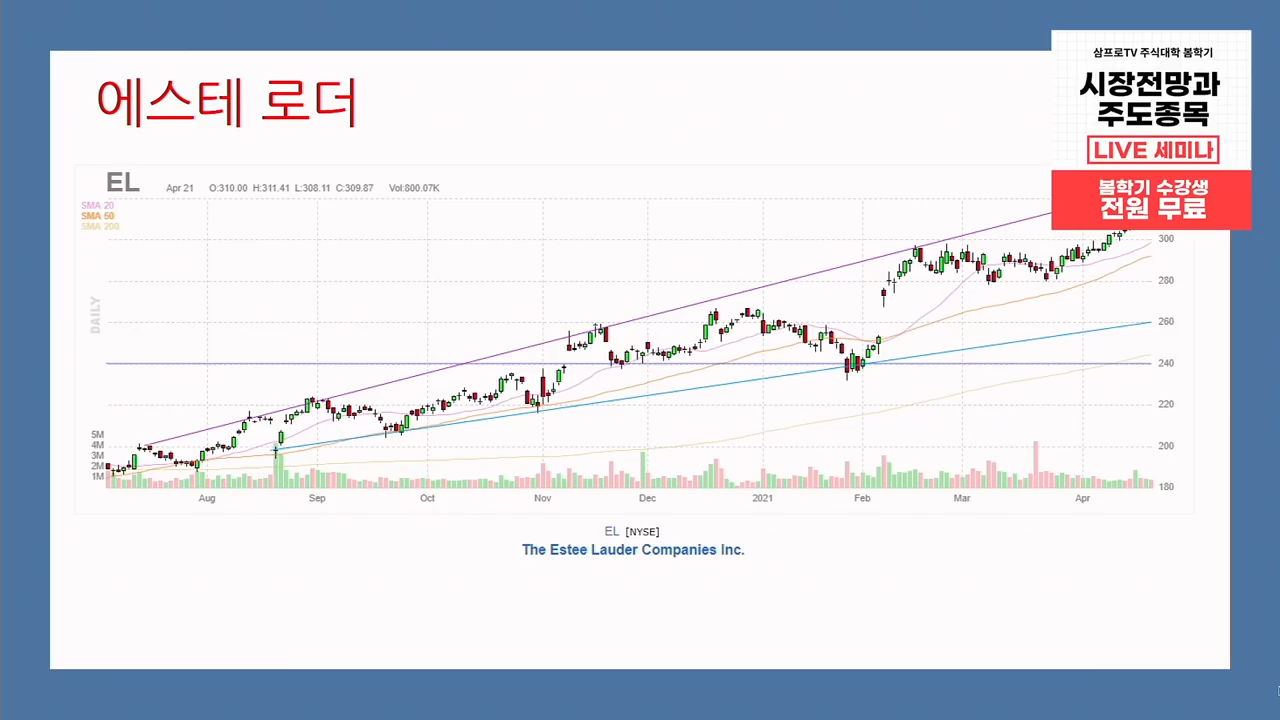 삼프로TV 주식대학 봄학기
시장전망과
주도종목
LIVE 세미나
봄학기 수강생
전원 무료
에스테 로더
EL Apr 21 O:310.00 H:311.41 L:308.11 C:309.87 Vol:800.07K
SMA 20
SMA 50
SMA 200
DAILY
300
280
260
240
220
200
180
5M
4M
3M
2M
1M
Aug Sep Oct Nov Dec 2021 Feb Mar Apr
EL [NYSE]
The Estee Lauder Companies Inc.